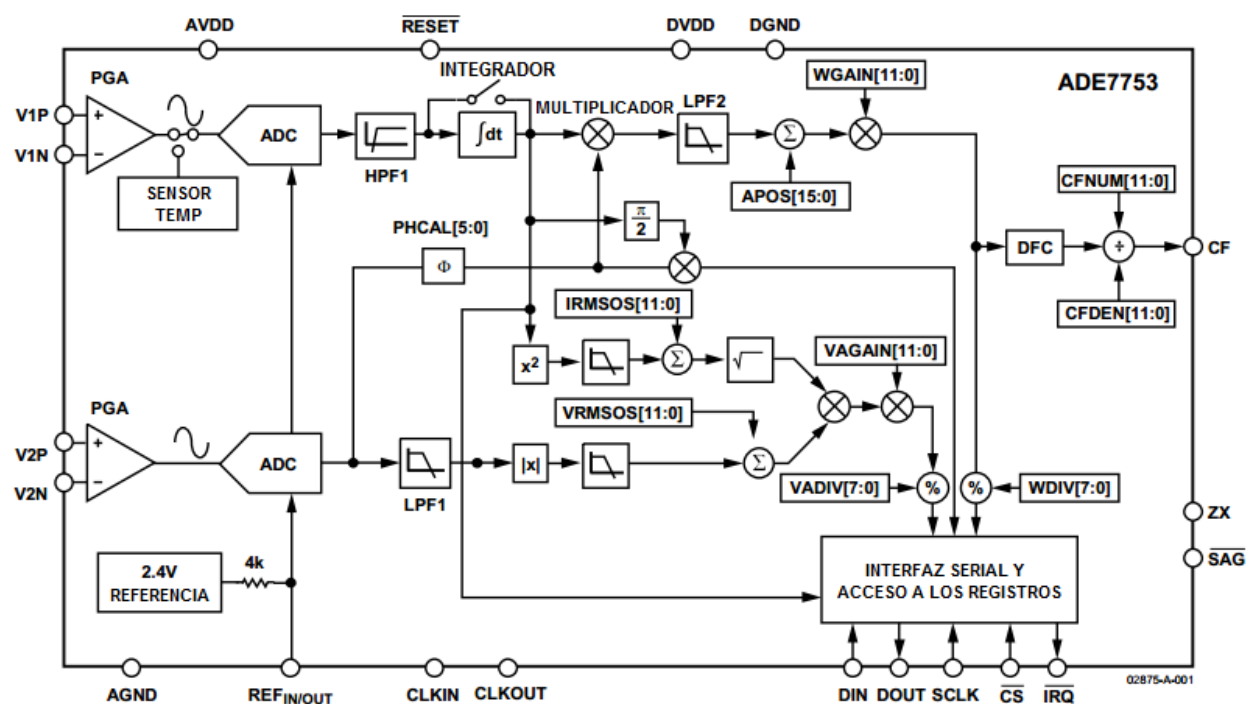 AVDD
RESET
DVDD
DGND
PGA
INTEGRADOR
WGAIN[11:0]
ADE7753
V1P
+
ADC
∫dt
MULTIPLICADOR
LPF2
Σ
V1N
−
HPF1
CFNUM[11:0]
SENSOR
TEMP
APOS[15:0]
π
2
PHCAL[5:0]
Φ
DFC
÷
CF
IRMSOS[11:0]
CFDEN[11:0]
x2
Σ
√
VAGAIN[11:0]
PGA
VRMSOS[11:0]
V2P
+
ADC
|x|
Σ
V2N
−
LPF1
VADIV[7:0]
%
%
WDIV[7:0]
ZX
2.4V
REFERENCIA
4k
INTERFAZ SERIAL Y
ACCESO A LOS REGISTROS
SAG
AGND
REFIN/OUT
CLKIN
CLKOUT
DIN
DOUT
SCLK
CS
IRQ
02875-A-001